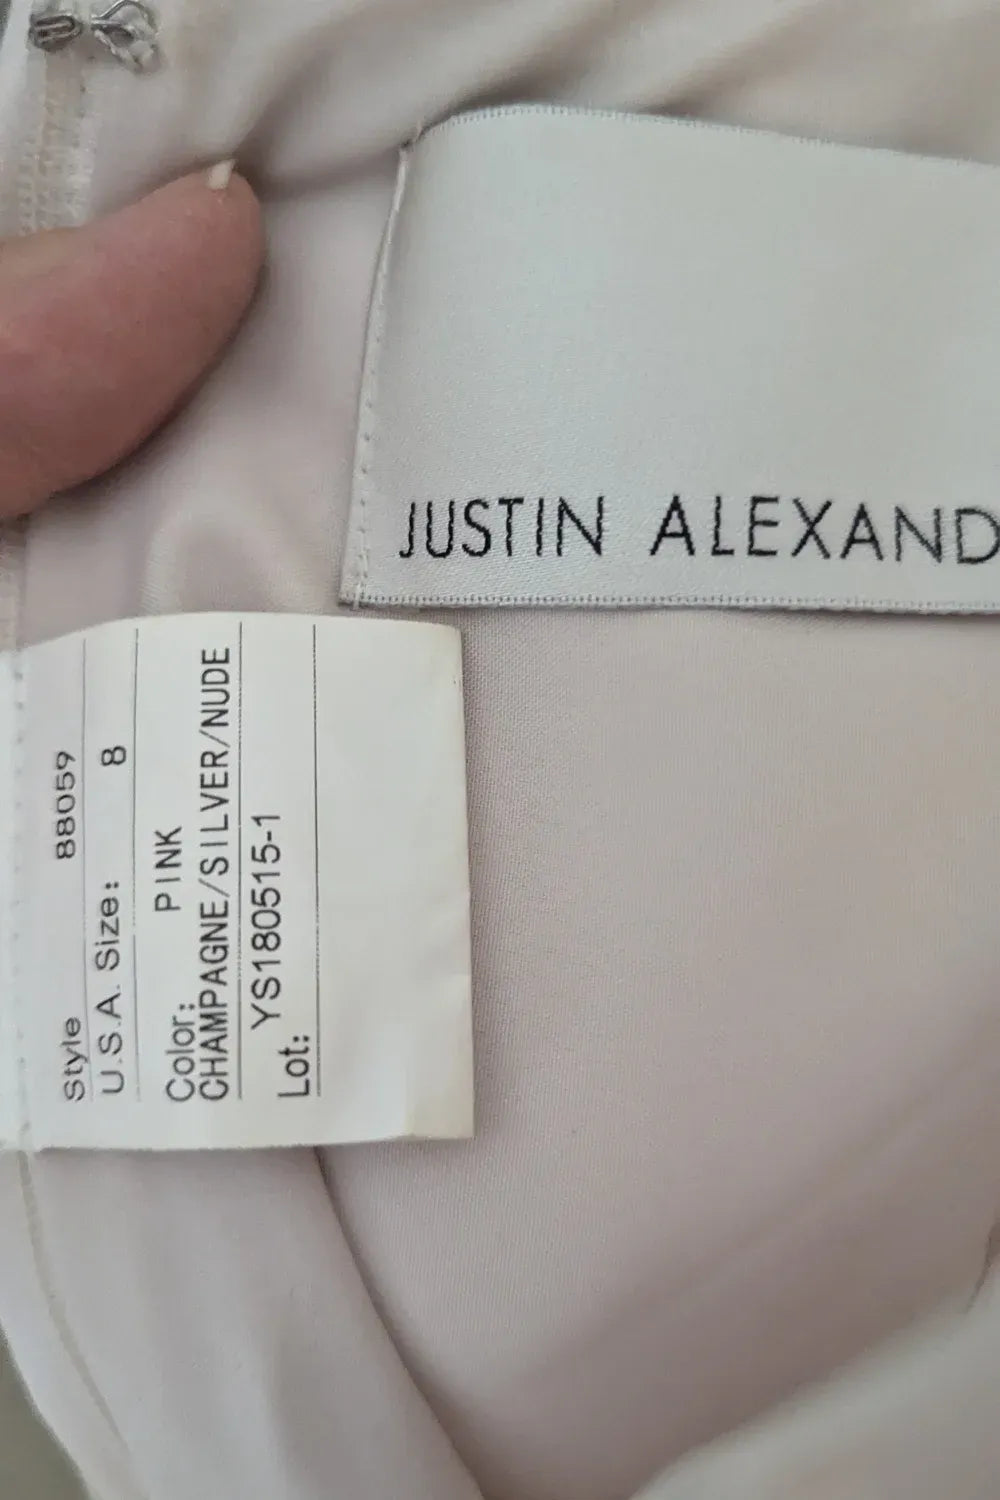 JUSTIN ALEXAND
Style 88059
U.S.A. Size: 8
Color: PINK
CHAMPAGNE/SILVER/NUDE
YS180515-1
Lot: